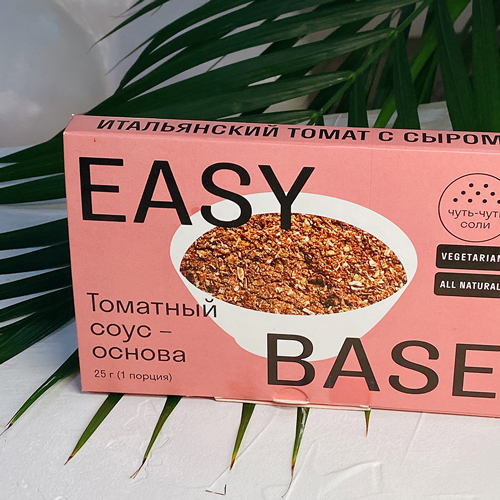 ИТАЛЬЯНСКИЙ ТОМАТ С СЫРОМ
EASY
чуть-чуть
соли
VEGETARIAN
ALL NATURAL
Томатный
соус –
основа
25 г (1 порция)
BASE